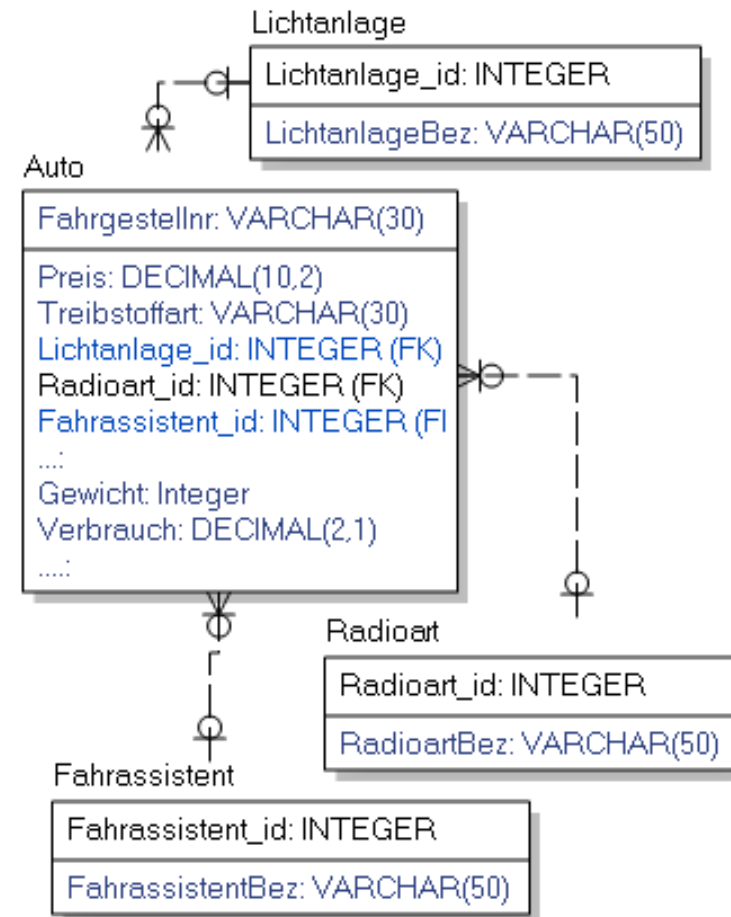 Lichtanlage
Lichtanlage_id: INTEGER
LichtanlageBez: VARCHAR(50)
Auto
Fahrgestellnr: VARCHAR(30)
Preis: DECIMAL(10,2)
Treibstoffart: VARCHAR(30)
Lichtanlage_id: INTEGER (FK)
Radioart_id: INTEGER (FK)
Fahrassistent_id: INTEGER (Fl
...:
Gewicht: Integer
Verbrauch: DECIMAL(2,1)
....:
Radioart
Radioart_id: INTEGER
RadioartBez: VARCHAR(50)
Fahrassistent
Fahrassistent_id: INTEGER
FahrassistentBez: VARCHAR(50)